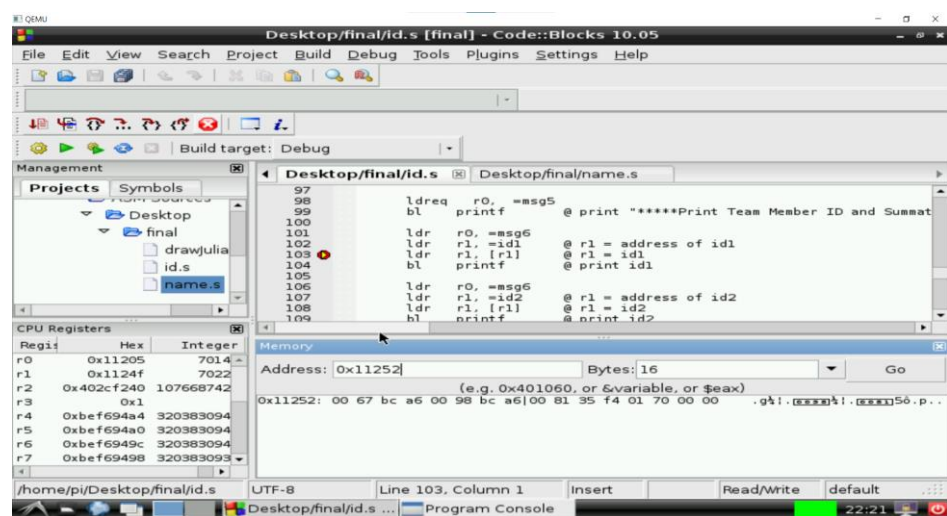 QEMU
Desktop/final/id.s [final] - Code::Blocks 10.05
File Edit View Search Project Build Debug Tools Plugins Settings Help
Build target: Debug
Management
Projects Symbols
Desktop
final
drawJulia
id.s
name.s
Desktop/final/id.s Desktop/final/name.s
97
98 ldreq r0, =msg5
99 bl printf @ print "*****Print Team Member ID and Summat
100
101 ldr r0, =msg6
102 ldr r1, =id1 @ r1 = address of id1
103 ldr r1, [r1] @ r1 = id1
104 bl printf @ print id1
105
106 ldr r0, =msg6
107 ldr r1, =id2 @ r1 = address of id2
108 ldr r1, [r1] @ r1 = id2
109 bl printf @ print id2
CPU Registers
Regis Hex Integer
r0 0x11205 7014
r1 0x1124f 7022
r2 0x402cf240 107668742
r3 0x1
r4 0xbef694a4 320383094
r5 0xbef694a0 320383094
r6 0xbef6949c 320383094
r7 0xbef69498 320383093
Memory
Address: 0x11252 Bytes: 16 Go
(e.g. 0x401060, or &variable, or $eax)
0x11252: 00 67 bc a6 00 98 bc a6|00 81 35 f4 01 70 00 00
/home/pi/Desktop/final/id.s UTF-8 Line 103, Column 1 Insert Read/Write default
Desktop/final/id.s ... Program Console 22:21